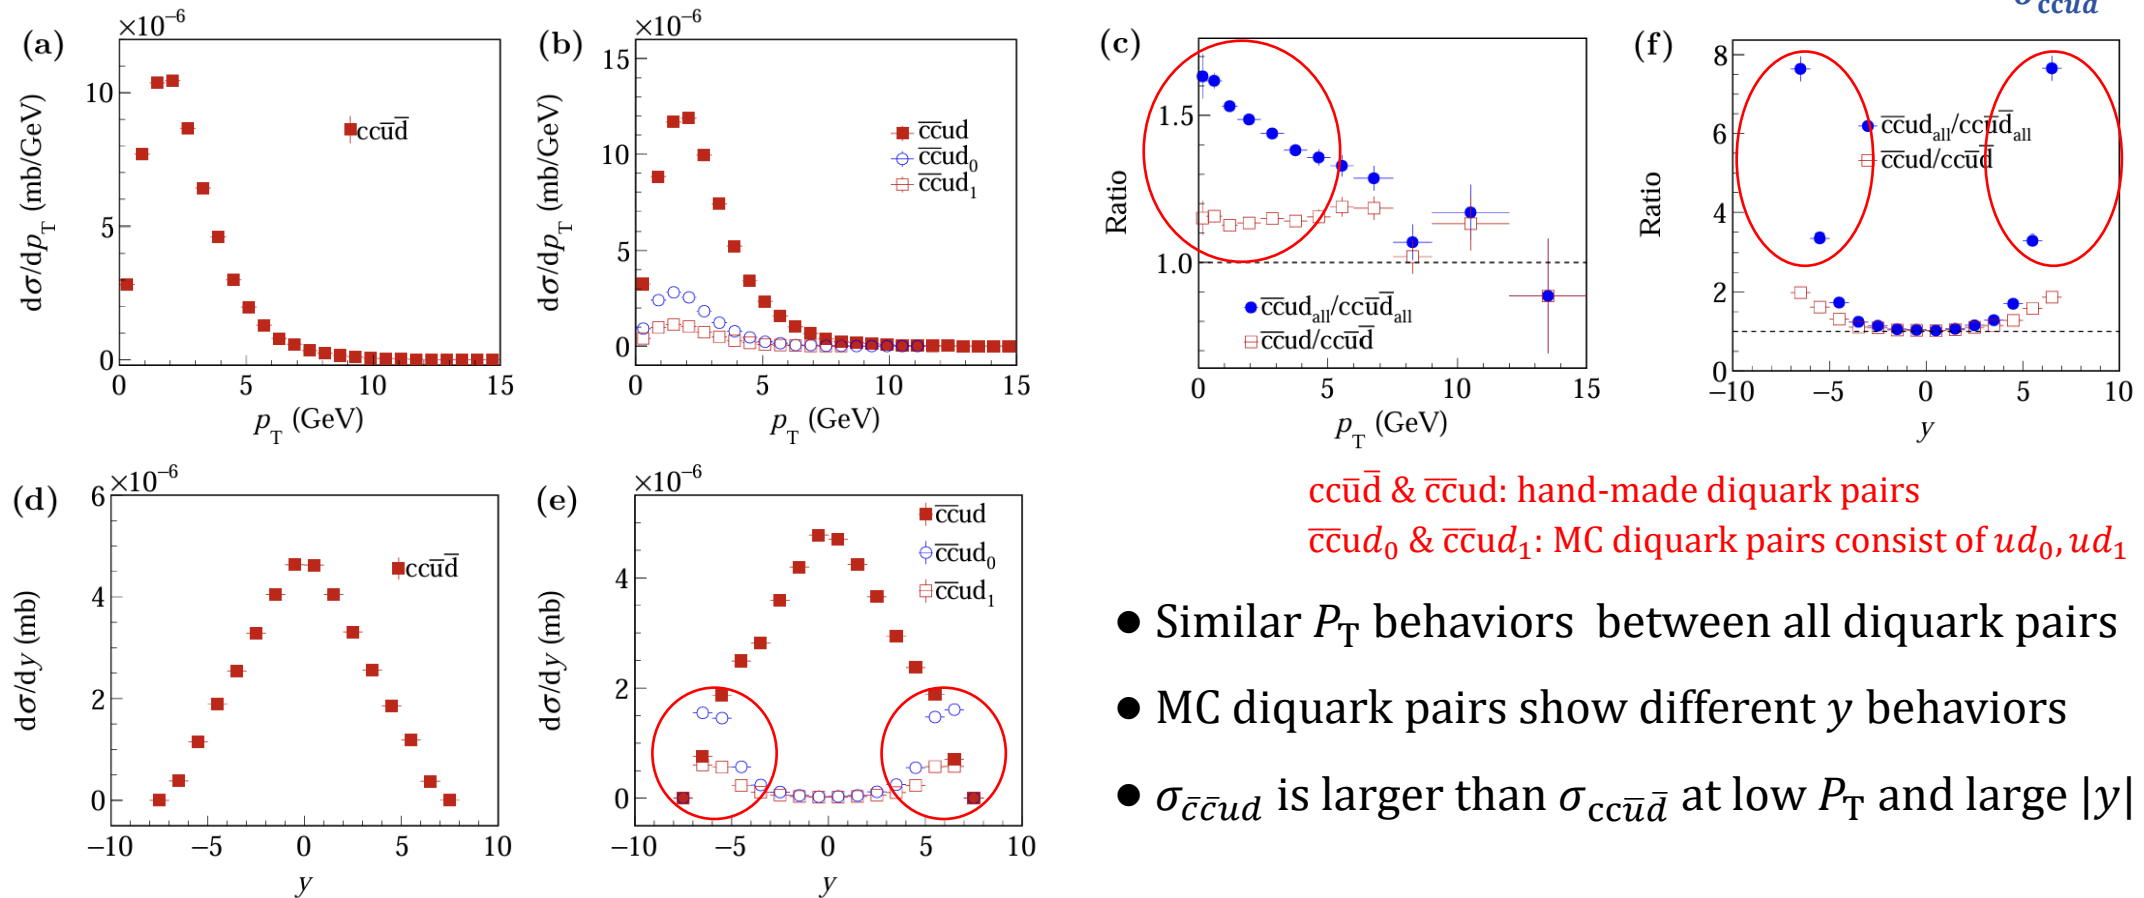 σc̄c̄ud
(a)
×10⁻⁶
10
5
0
0 5 10 15
dσ/dp_T (mb/GeV)
p_T (GeV)
ccūd̄
(b)
×10⁻⁶
15
10
5
0
0 5 10 15
dσ/dp_T (mb/GeV)
p_T (GeV)
c̄c̄ud
c̄c̄ud₀
c̄c̄ud₁
(c)
1.5
1.0
0 5 10 15
Ratio
p_T (GeV)
c̄c̄ud_all/ccūd̄_all
c̄c̄ud/ccūd̄
(f)
8
6
4
2
0
−10 −5 0 5 10
Ratio
y
c̄c̄ud_all/ccūd̄_all
c̄c̄ud/ccūd̄
(d)
×10⁻⁶
6
4
2
0
−10 −5 0 5 10
dσ/dy (mb)
y
ccūd̄
(e)
×10⁻⁶
4
2
0
−10 −5 0 5 10
dσ/dy (mb)
y
c̄c̄ud
c̄c̄ud₀
c̄c̄ud₁
ccūd̄ & c̄c̄ud: hand-made diquark pairs
c̄c̄ud₀ & c̄c̄ud₁: MC diquark pairs consist of ud₀, ud₁
● Similar P_T behaviors between all diquark pairs
● MC diquark pairs show different y behaviors
● σc̄c̄ud is larger than σccūd̄ at low P_T and large |y|